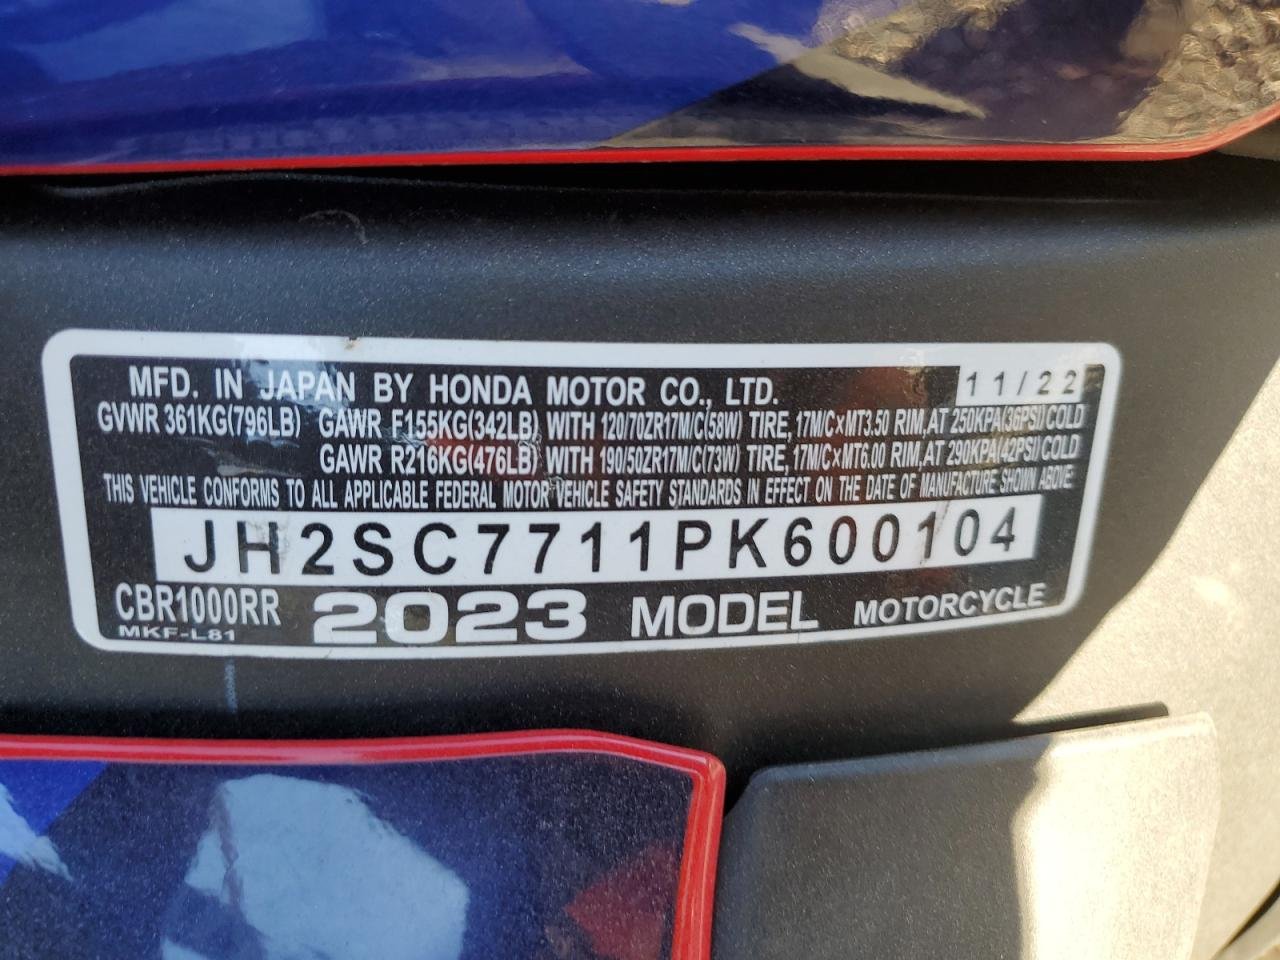 MFD. IN JAPAN BY HONDA MOTOR CO., LTD. 11/22
GVWR 361KG(796LB) GAWR F155KG(342LB) WITH 120/70ZR17M/C(58W) TIRE, 17M/C×MT3.50 RIM, AT 250KPA(36PSI)COLD
GAWR R216KG(476LB) WITH 190/50ZR17M/C(73W) TIRE, 17M/C×MT6.00 RIM, AT 290KPA(42PSI)COLD
THIS VEHICLE CONFORMS TO ALL APPLICABLE FEDERAL MOTOR VEHICLE SAFETY STANDARDS IN EFFECT ON THE DATE OF MANUFACTURE SHOWN ABOVE.
JH2SC7711PK600104
CBR1000RR 2023 MODEL MOTORCYCLE
MKF-L81